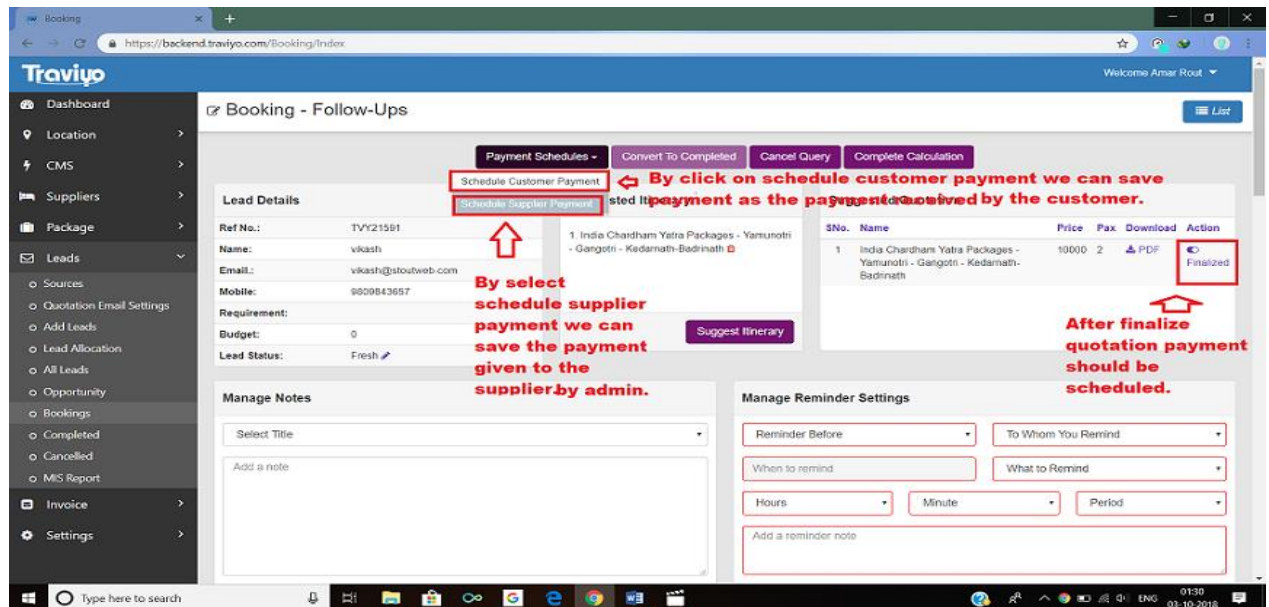 Booking
https://backend.traviyo.com/Booking/Index
Traviyo
Welcome Amar Rout
Dashboard
Location
CMS
Suppliers
Package
Leads
Sources
Quotation Email Settings
Add Leads
Lead Allocation
All Leads
Opportunity
Bookings
Completed
Cancelled
MIS Report
Invoice
Settings
Booking - Follow-Ups
List
Payment Schedules
Convert To Completed
Cancel Query
Complete Calculation
Schedule Customer Payment
Schedule Supplier Payment
By click on schedule customer payment we can save
payment as the payment by the customer.
Lead Details
Ref No.: TVY21591
Name: vikash
Email.: vikash@stoutweb.com
Mobile: 9809843657
Requirement:
Budget: 0
Lead Status: Fresh
By select
schedule supplier
payment we can
save the payment
given to the
supplier.by admin.
1. India Chardham Yatra Packages - Yamunotri
- Gangotri - Kedarnath-Badrinath
Suggest Itinerary
SNo. Name Price Pax Download Action
1 India Chardham Yatra Packages -
Yamunotri - Gangotri - Kedarnath-
Badrinath
10000 2 PDF Finalized
After finalize
quotation payment
should be
scheduled.
Manage Notes
Select Title
Add a note
Manage Reminder Settings
Reminder Before
To Whom You Remind
When to remind
What to Remind
Hours
Minute
Period
Add a reminder note
Type here to search
ENG
01:30
03-10-2018